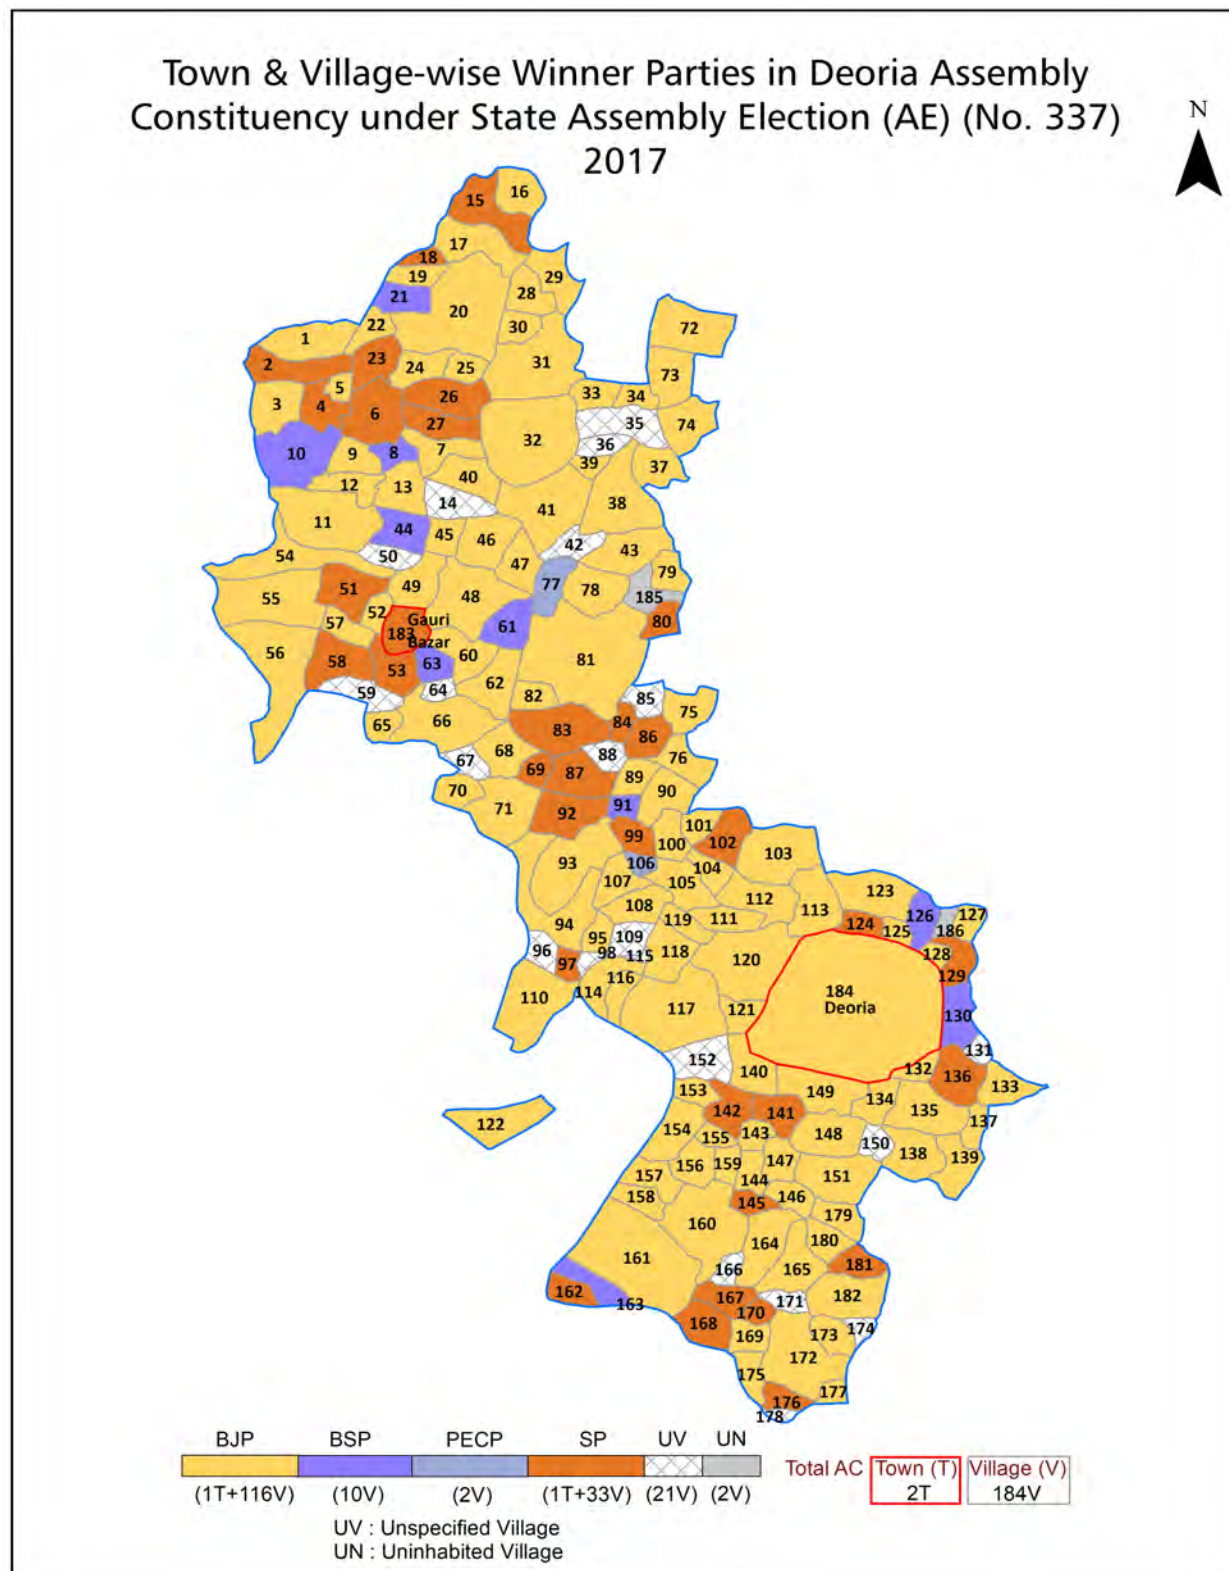 Town & Village-wise Winner Parties in Deoria Assembly
Constituency under State Assembly Election (AE) (No. 337)
2017
N
15 16
17
18
19 29
21 28
20
22 30
1 72
23 31
2 24 25 73
5 26 33 34
3 4 6 27 35 74
32 36
10 9 8 7 39 37
12 13 40
14 38
11 41
44 45 46
50 42 43
54 47
51 49 77 78 79
55 48 185
52 Gauri
57 183 61 80
Bazar
56 58 53 63 60 81
59 64 62 82 85
65 66 83 84 75
86
67 68 88 76
69 87 89
70 71 90
92 91
99 101
100 102
93 106 103
107 105 104
108 112 123
94 119 111 113 124 126 127
95 109 125 186
96 98 115 118 128
97 116 120 129
110 114 184
117 121 Deoria 130
152 131
140 132 136
153 149 133
142 141 134 135
122 154 143 137
155 148 150 138
156 159 147 139
157 144 151
158 145 146
160 179
164 180
161 166 165 181
162 167 171 182
163 170
168 169 173 174
172
175 177
176
178
BJP BSP PECP SP UV UN
(1T+116V) (10V) (2V) (1T+33V) (21V) (2V)
Total AC Town (T) Village (V)
2T 184V
UV : Unspecified Village
UN : Uninhabited Village